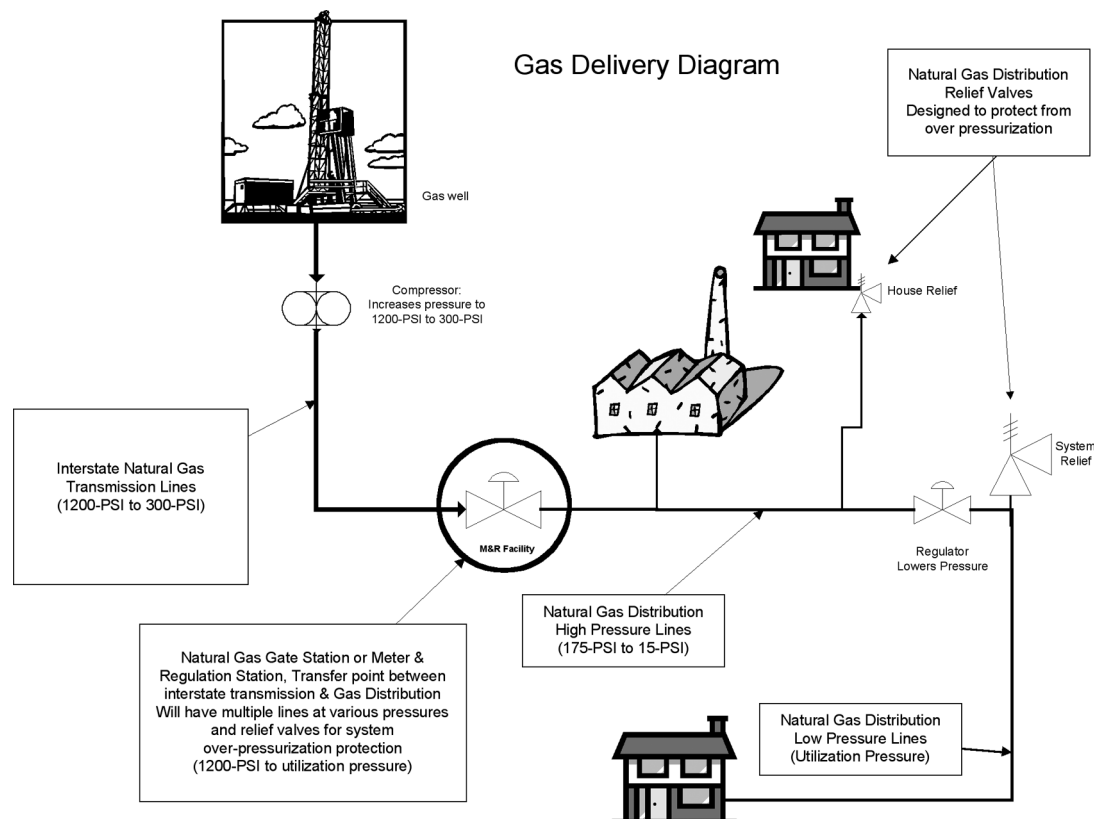 Gas Delivery Diagram
Natural Gas Distribution
Relief Valves
Designed to protect from
over pressurization
Gas well
Compressor:
Increases pressure to
1200-PSI to 300-PSI
House Relief
System
Relief
Interstate Natural Gas
Transmission Lines
(1200-PSI to 300-PSI)
M&R Facility
Regulator
Lowers Pressure
Natural Gas Distribution
High Pressure Lines
(175-PSI to 15-PSI)
Natural Gas Gate Station or Meter &
Regulation Station, Transfer point between
interstate transmission & Gas Distribution
Will have multiple lines at various pressures
and relief valves for system
over-pressurization protection
(1200-PSI to utilization pressure)
Natural Gas Distribution
Low Pressure Lines
(Utilization Pressure)